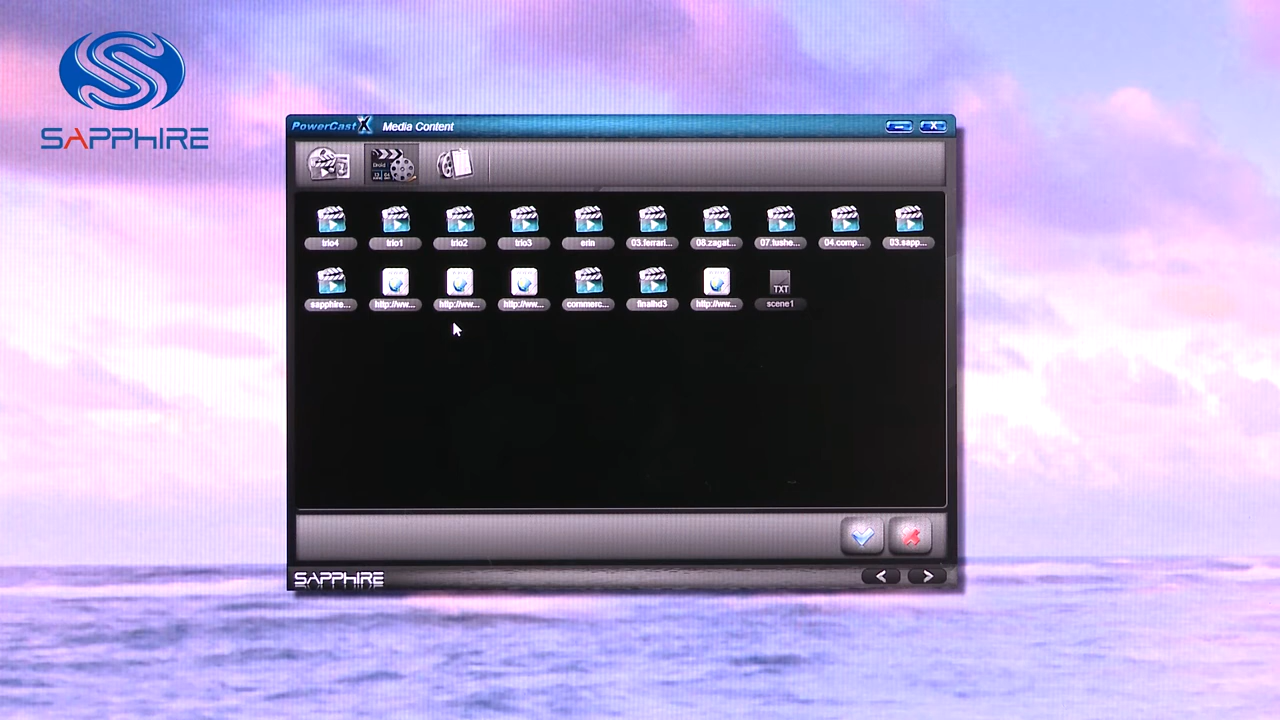 SAPPHIRE
PowerCast X Media Content
trio4 trio1 trio2 trio3 erin 03.ferrari... 08.zagat... 07.tushe... 04.comp... 03.sapp...
sapphire... http://ww... http://ww... http://ww... commerc... finalhd3 http://ww... scene1
TXT
SAPPHIRE